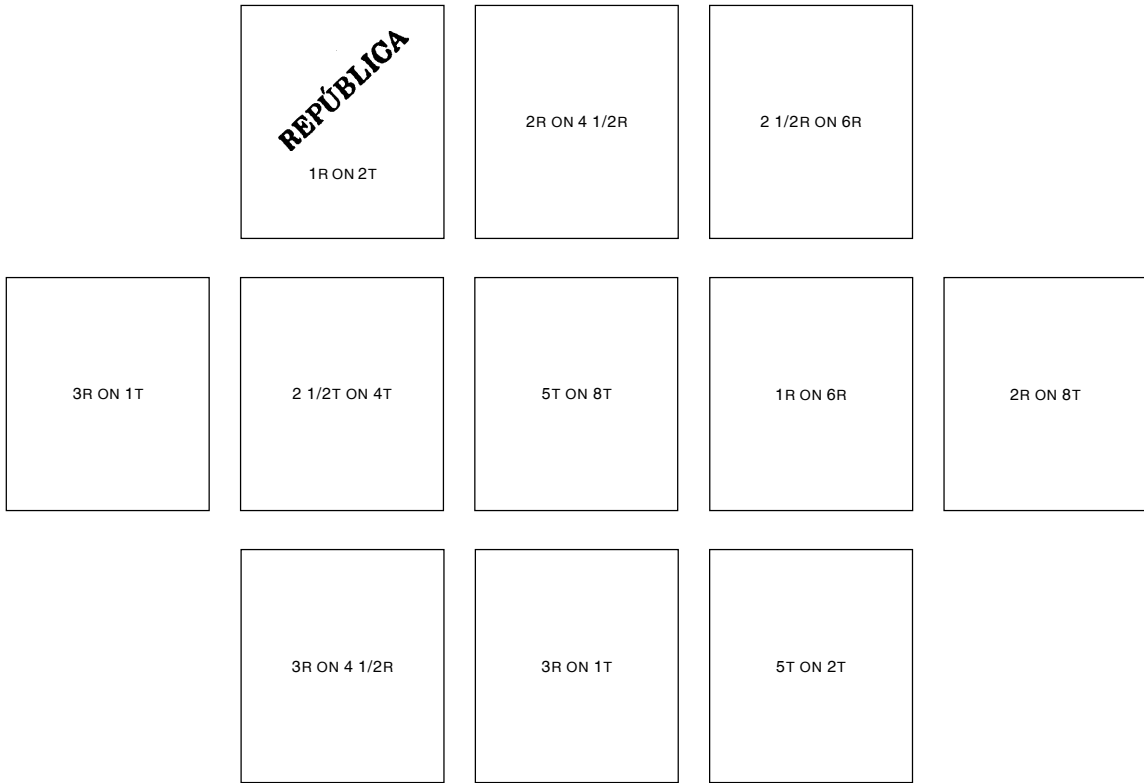 REPÚBLICA
1R ON 2T
2R ON 4 1/2R
2 1/2R ON 6R
3R ON 1T
2 1/2T ON 4T
5T ON 8T
1R ON 6R
2R ON 8T
3R ON 4 1/2R
3R ON 1T
5T ON 2T